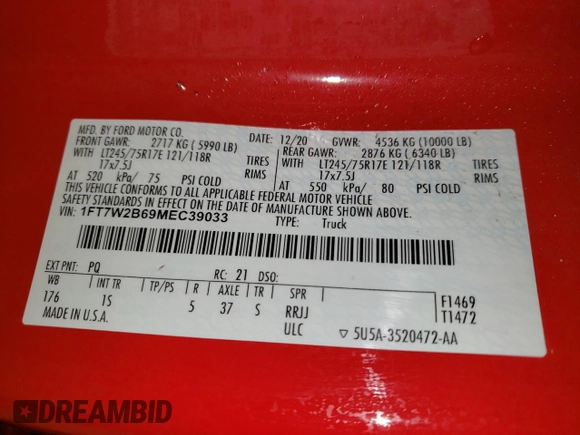 MFD. BY FORD MOTOR CO. DATE: 12/20 GVWR: 4536 KG (10000 LB)
FRONT GAWR: 2717 KG ( 5990 LB) REAR GAWR: 2876 KG ( 6340 LB)
WITH LT245/75R17E 121/118R TIRES WITH LT245/75R17E 121/118R TIRES
17x7.5J RIMS 17x7.5J RIMS
AT 520 kPa/ 75 PSI COLD AT 550 kPa/ 80 PSI COLD
THIS VEHICLE CONFORMS TO ALL APPLICABLE FEDERAL MOTOR VEHICLE
SAFETY STANDARDS IN EFFECT ON THE DATE OF MANUFACTURE SHOWN ABOVE.
VIN: 1FT7W2B69MEC39033 TYPE: Truck
EXT PNT: PQ RC: 21 DSO:
WB INT TR TP/PS R AXLE TR SPR F1469
176 1S 5 37 S RRJJ T1472
MADE IN U.S.A. ULC ▽ 5U5A-3520472-AA
DREAMBID